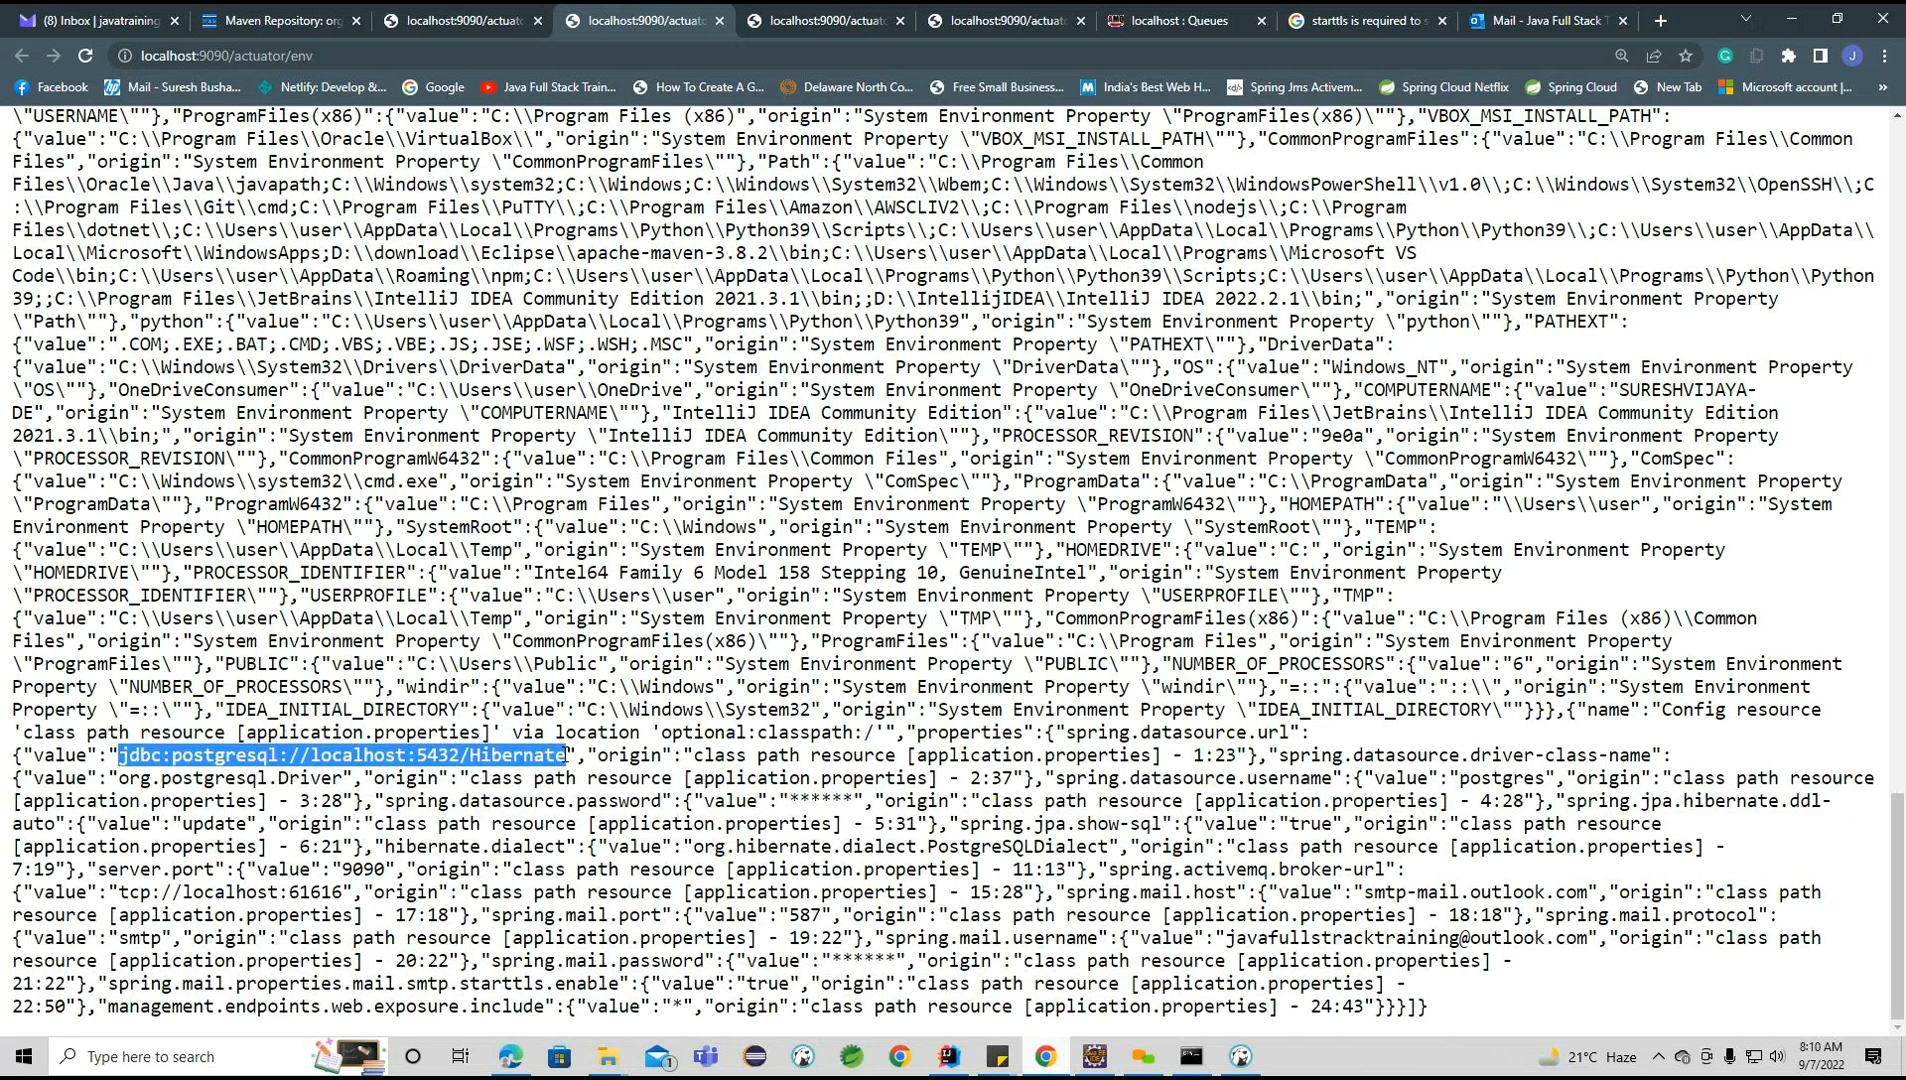 (8) Inbox | javatraining
Maven Repository: org
localhost:9090/actuato
localhost:9090/actuato
localhost:9090/actuato
localhost:9090/actuato
localhost : Queues
starttls is required to s
Mail - Java Full Stack T
localhost:9090/actuator/env
Facebook
Mail - Suresh Busha...
Netlify: Develop &...
Google
Java Full Stack Train...
How To Create A G...
Delaware North Co...
Free Small Business...
India's Best Web H...
Spring Jms Activem...
Spring Cloud Netflix
Spring Cloud
New Tab
Microsoft account |...
\"USERNAME\""},"ProgramFiles(x86)":{"value":"C:\\Program Files (x86)","origin":"System Environment Property \"ProgramFiles(x86)\""},"VBOX_MSI_INSTALL_PATH":
{"value":"C:\\Program Files\\Oracle\\VirtualBox\\","origin":"System Environment Property \"VBOX_MSI_INSTALL_PATH\""},"CommonProgramFiles":{"value":"C:\\Program Files\\Common
Files","origin":"System Environment Property \"CommonProgramFiles\""},"Path":{"value":"C:\\Program Files\\Common
Files\\Oracle\\Java\\javapath;C:\\Windows\\system32;C:\\Windows;C:\\Windows\\System32\\Wbem;C:\\Windows\\System32\\WindowsPowerShell\\v1.0\\;C:\\Windows\\System32\\OpenSSH\\;C
:\\Program Files\\Git\\cmd;C:\\Program Files\\PuTTY\\;C:\\Program Files\\Amazon\\AWSCLIV2\\;C:\\Program Files\\nodejs\\;C:\\Program
Files\\dotnet\\;C:\\Users\\user\\AppData\\Local\\Programs\\Python\\Python39\\Scripts\\;C:\\Users\\user\\AppData\\Local\\Programs\\Python\\Python39\\;C:\\Users\\user\\AppData\\
Local\\Microsoft\\WindowsApps;D:\\download\\Eclipse\\apache-maven-3.8.2\\bin;C:\\Users\\user\\AppData\\Local\\Programs\\Microsoft VS
Code\\bin;C:\\Users\\user\\AppData\\Roaming\\npm;C:\\Users\\user\\AppData\\Local\\Programs\\Python\\Python39\\Scripts;C:\\Users\\user\\AppData\\Local\\Programs\\Python\\Python
39;;C:\\Program Files\\JetBrains\\IntelliJ IDEA Community Edition 2021.3.1\\bin;;D:\\IntellijIDEA\\IntelliJ IDEA 2022.2.1\\bin;","origin":"System Environment Property
\"Path\""},"python":{"value":"C:\\Users\\user\\AppData\\Local\\Programs\\Python\\Python39","origin":"System Environment Property \"python\""},"PATHEXT":
{"value":".COM;.EXE;.BAT;.CMD;.VBS;.VBE;.JS;.JSE;.WSF;.WSH;.MSC","origin":"System Environment Property \"PATHEXT\""},"DriverData":
{"value":"C:\\Windows\\System32\\Drivers\\DriverData","origin":"System Environment Property \"DriverData\""},"OS":{"value":"Windows_NT","origin":"System Environment Property
\"OS\""},"OneDriveConsumer":{"value":"C:\\Users\\user\\OneDrive","origin":"System Environment Property \"OneDriveConsumer\""},"COMPUTERNAME":{"value":"SURESHVIJAYA-
DE","origin":"System Environment Property \"COMPUTERNAME\""},"IntelliJ IDEA Community Edition":{"value":"C:\\Program Files\\JetBrains\\IntelliJ IDEA Community Edition
2021.3.1\\bin;","origin":"System Environment Property \"IntelliJ IDEA Community Edition\""},"PROCESSOR_REVISION":{"value":"9e0a","origin":"System Environment Property
\"PROCESSOR_REVISION\""},"CommonProgramW6432":{"value":"C:\\Program Files\\Common Files","origin":"System Environment Property \"CommonProgramW6432\""},"ComSpec":
{"value":"C:\\Windows\\system32\\cmd.exe","origin":"System Environment Property \"ComSpec\""},"ProgramData":{"value":"C:\\ProgramData","origin":"System Environment Property
\"ProgramData\""},"ProgramW6432":{"value":"C:\\Program Files","origin":"System Environment Property \"ProgramW6432\""},"HOMEPATH":{"value":"\\Users\\user","origin":"System
Environment Property \"HOMEPATH\""},"SystemRoot":{"value":"C:\\Windows","origin":"System Environment Property \"SystemRoot\""},"TEMP":
{"value":"C:\\Users\\user\\AppData\\Local\\Temp","origin":"System Environment Property \"TEMP\""},"HOMEDRIVE":{"value":"C:","origin":"System Environment Property
\"HOMEDRIVE\""},"PROCESSOR_IDENTIFIER":{"value":"Intel64 Family 6 Model 158 Stepping 10, GenuineIntel","origin":"System Environment Property
\"PROCESSOR_IDENTIFIER\""},"USERPROFILE":{"value":"C:\\Users\\user","origin":"System Environment Property \"USERPROFILE\""},"TMP":
{"value":"C:\\Users\\user\\AppData\\Local\\Temp","origin":"System Environment Property \"TMP\""},"CommonProgramFiles(x86)":{"value":"C:\\Program Files (x86)\\Common
Files","origin":"System Environment Property \"CommonProgramFiles(x86)\""},"ProgramFiles":{"value":"C:\\Program Files","origin":"System Environment Property
\"ProgramFiles\""},"PUBLIC":{"value":"C:\\Users\\Public","origin":"System Environment Property \"PUBLIC\""},"NUMBER_OF_PROCESSORS":{"value":"6","origin":"System Environment
Property \"NUMBER_OF_PROCESSORS\""},"windir":{"value":"C:\\Windows","origin":"System Environment Property \"windir\""},"=::":{"value":"::\\","origin":"System Environment
Property \"=::\""},"IDEA_INITIAL_DIRECTORY":{"value":"C:\\Windows\\System32","origin":"System Environment Property \"IDEA_INITIAL_DIRECTORY\""}}},{"name":"Config resource
'class path resource [application.properties]' via location 'optional:classpath:/'","properties":{"spring.datasource.url":
{"value":"jdbc:postgresql://localhost:5432/Hibernate","origin":"class path resource [application.properties] - 1:23"},"spring.datasource.driver-class-name":
{"value":"org.postgresql.Driver","origin":"class path resource [application.properties] - 2:37"},"spring.datasource.username":{"value":"postgres","origin":"class path resource
[application.properties] - 3:28"},"spring.datasource.password":{"value":"******","origin":"class path resource [application.properties] - 4:28"},"spring.jpa.hibernate.ddl-
auto":{"value":"update","origin":"class path resource [application.properties] - 5:31"},"spring.jpa.show-sql":{"value":"true","origin":"class path resource
[application.properties] - 6:21"},"hibernate.dialect":{"value":"org.hibernate.dialect.PostgreSQLDialect","origin":"class path resource [application.properties] -
7:19"},"server.port":{"value":"9090","origin":"class path resource [application.properties] - 11:13"},"spring.activemq.broker-url":
{"value":"tcp://localhost:61616","origin":"class path resource [application.properties] - 15:28"},"spring.mail.host":{"value":"smtp-mail.outlook.com","origin":"class path
resource [application.properties] - 17:18"},"spring.mail.port":{"value":"587","origin":"class path resource [application.properties] - 18:18"},"spring.mail.protocol":
{"value":"smtp","origin":"class path resource [application.properties] - 19:22"},"spring.mail.username":{"value":"javafullstracktraining@outlook.com","origin":"class path
resource [application.properties] - 20:22"},"spring.mail.password":{"value":"******","origin":"class path resource [application.properties] -
21:22"},"spring.mail.properties.mail.smtp.starttls.enable":{"value":"true","origin":"class path resource [application.properties] -
22:50"},"management.endpoints.web.exposure.include":{"value":"*","origin":"class path resource [application.properties] - 24:43"}}}]}
Type here to search
21°C Haze
8:10 AM
9/7/2022